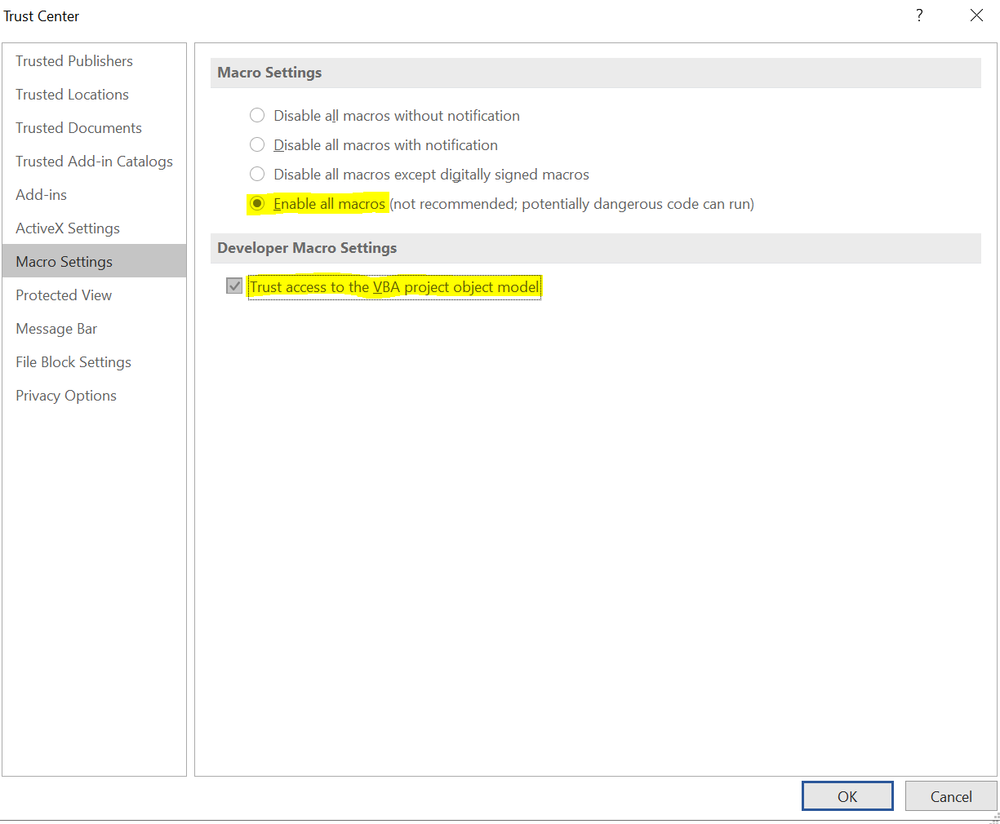 Trust Center
?
Trusted Publishers
Trusted Locations
Trusted Documents
Trusted Add-in Catalogs
Add-ins
ActiveX Settings
Macro Settings
Protected View
Message Bar
File Block Settings
Privacy Options
Macro Settings
Disable all macros without notification
Disable all macros with notification
Disable all macros except digitally signed macros
Enable all macros (not recommended; potentially dangerous code can run)
Developer Macro Settings
Trust access to the VBA project object model
OK
Cancel